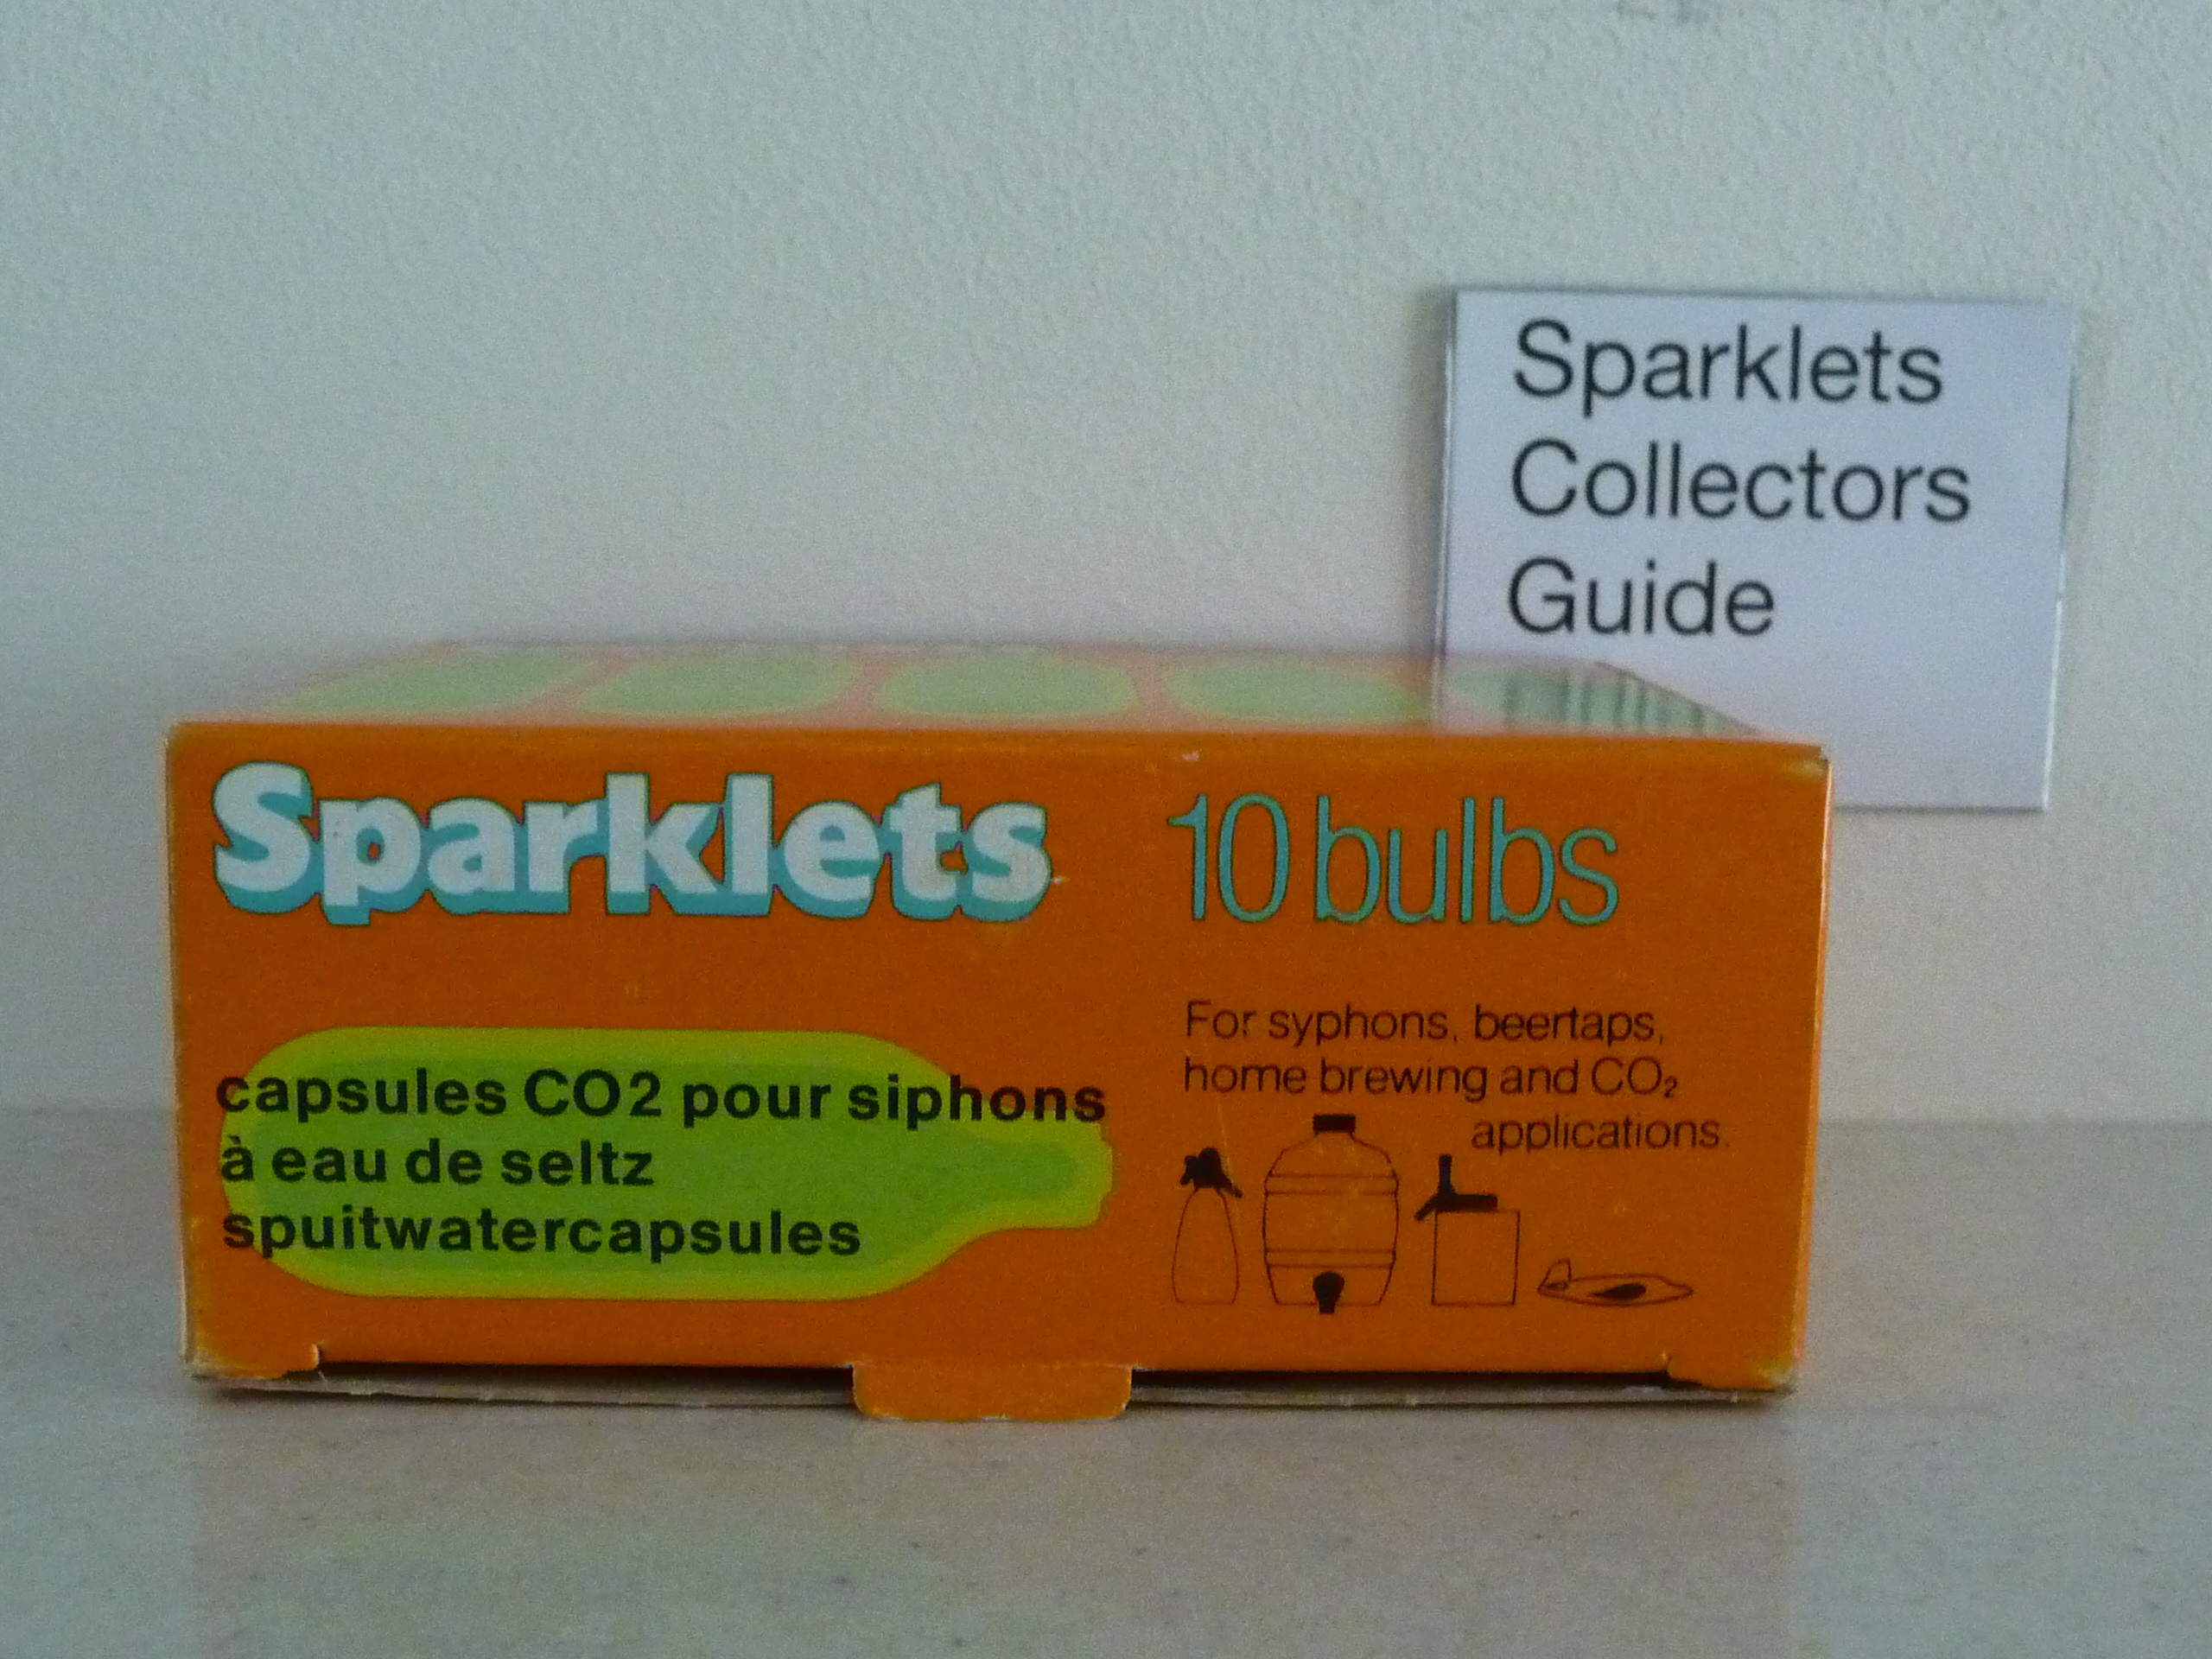 Sparklets
Collectors
Guide
Sparklets
10 bulbs
capsules CO2 pour siphons
à eau de seltz
spuitwatercapsules
For syphons, beertaps,
home brewing and CO₂
applications.